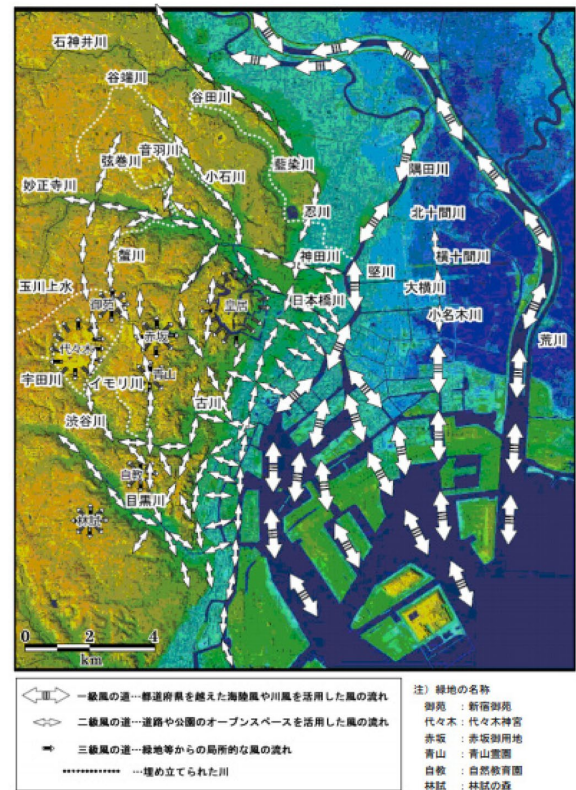 石神井川
谷端川
谷田川
音羽川
弦巻川
藍染川
小石川
隅田川
妙正寺川
忍川
北十間川
蟹川
神田川
竪川
横十間川
玉川上水
御苑
皇居
日本橋川
大横川
赤坂
小名木川
代々木
荒川
宇田川
イモリ川
青山
古川
渋谷川
自教
目黒川
林試
0 2 4
km
一級風の道…都道府県を越えた海陸風や川風を活用した風の流れ
二級風の道…道路や公園のオープンスペースを活用した風の流れ
三級風の道…緑地等からの局所的な風の流れ
…埋め立てられた川
注）緑地の名称
御苑 ：新宿御苑
代々木：代々木神宮
赤坂 ：赤坂御用地
青山 ：青山霊園
自教 ：自然教育園
林試 ：林試の森